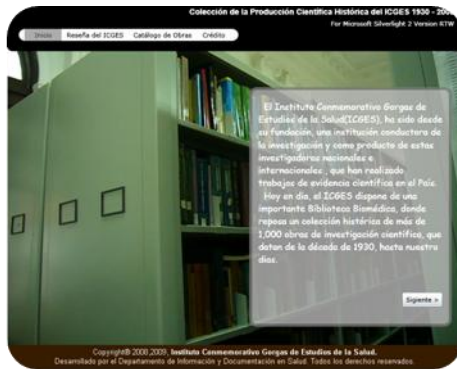 Colección de la Producción Científica Histórica del ICGES 1930 - 200
For Microsoft Silverlight 2 Version RTW
Inicio Reseña del ICGES Catálogo de Obras Crédito
El Instituto Conmemorativo Gorgas de
Estudios de la Salud(ICGES), ha sido desde
su fundación, una institución conductora de
la investigación y como producto de estas
investigadores nacionales e
internacionales , que han realizado
trabajos de evidencia científica en el País.
Hoy en día, el ICGES dispone de una
importante Biblioteca Biomédica, donde
reposa un colección histórica de más de
1,000 obras de investigación científica, que
datan de la década de 1930, hasta nuestro
días.
Sigiente >
Copyright© 2008,2009, Instituto Conmemorativo Gorgas de Estudios de la Salud.
Desarrollado por el Departamento de Información y Documentación en Salud. Todos los derechos reservados.